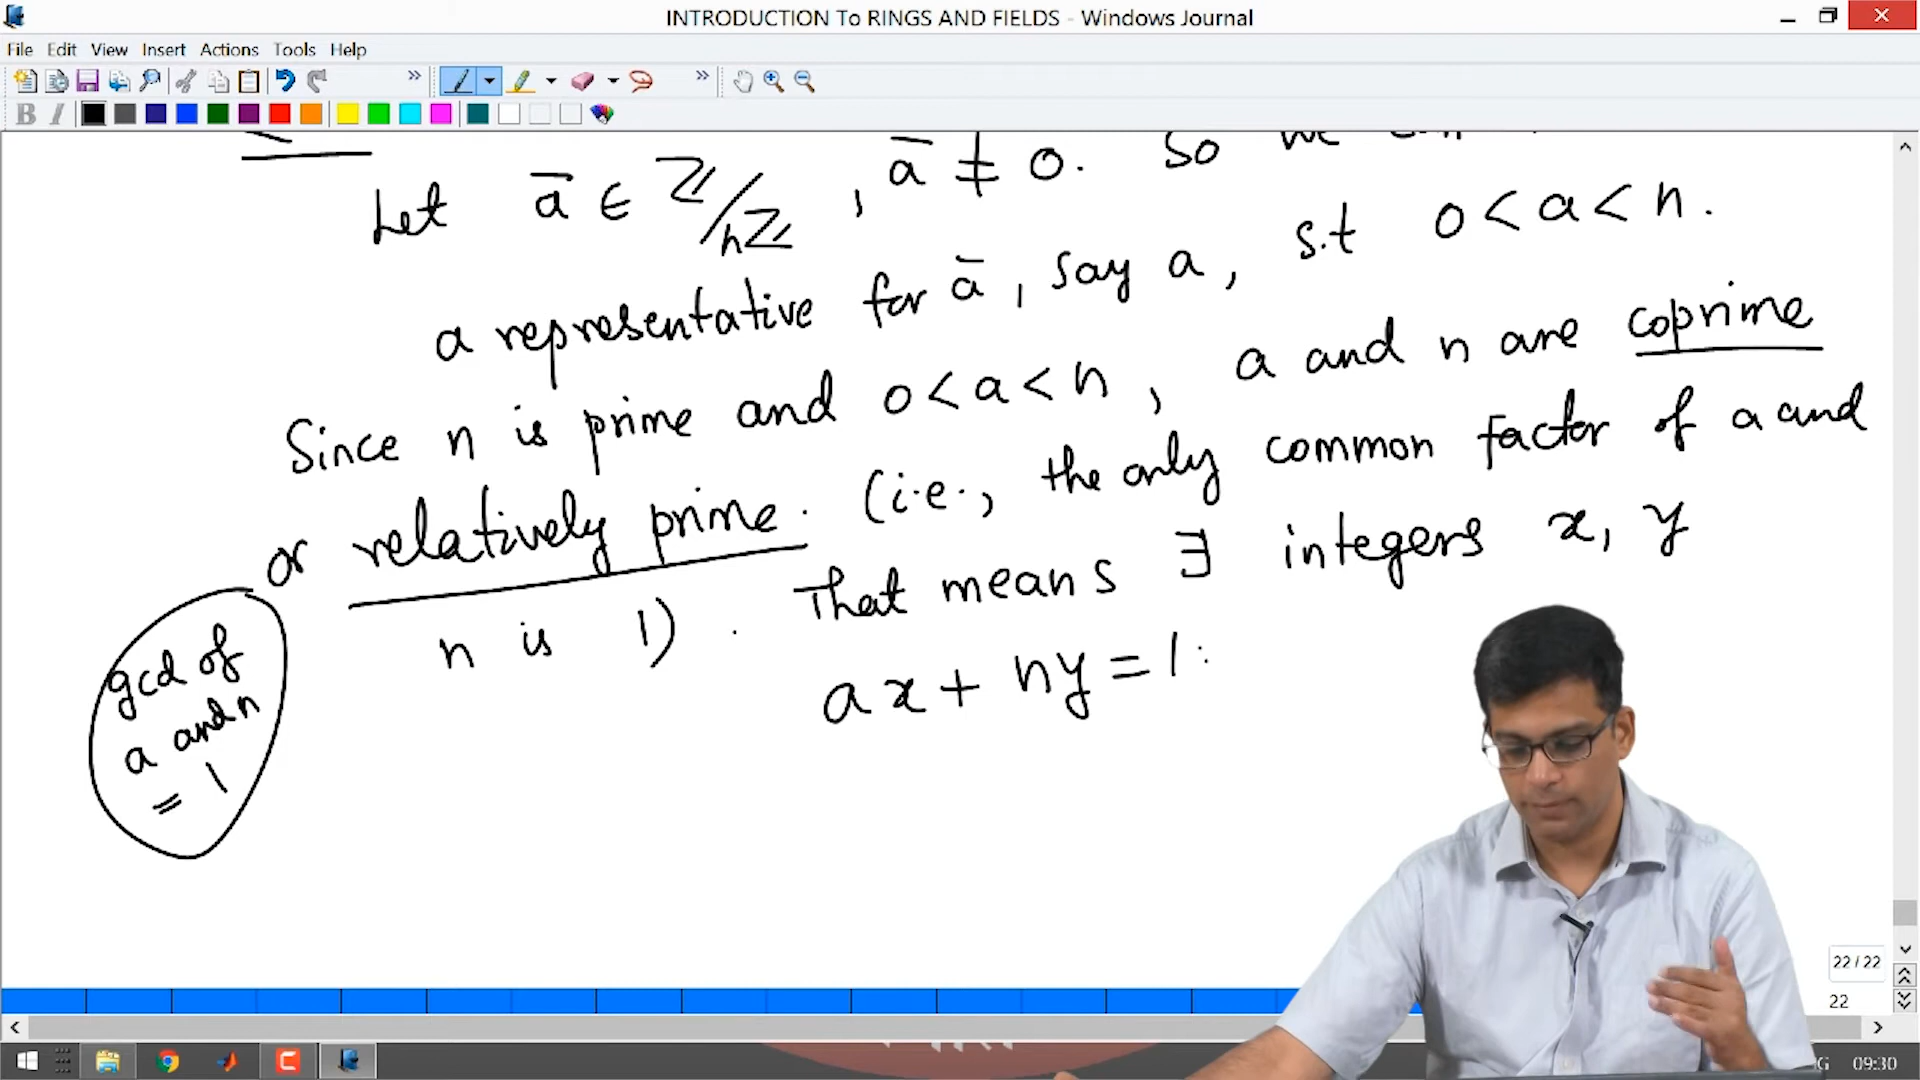 INTRODUCTION To RINGS AND FIELDS - Windows Journal
File Edit View Insert Actions Tools Help
B I
Let a̅ ∈ ℤ/nℤ, a̅ ≠ 0. So we can
a representative for a̅, say a, s.t 0 < a < n.
Since n is prime and 0 < a < n, a and n are coprime
or relatively prime. (i.e., the only common factor of a and
n is 1). That means ∃ integers x, y
ax + ny = 1.
gcd of
a and n
= 1
22 / 22
22
09:30